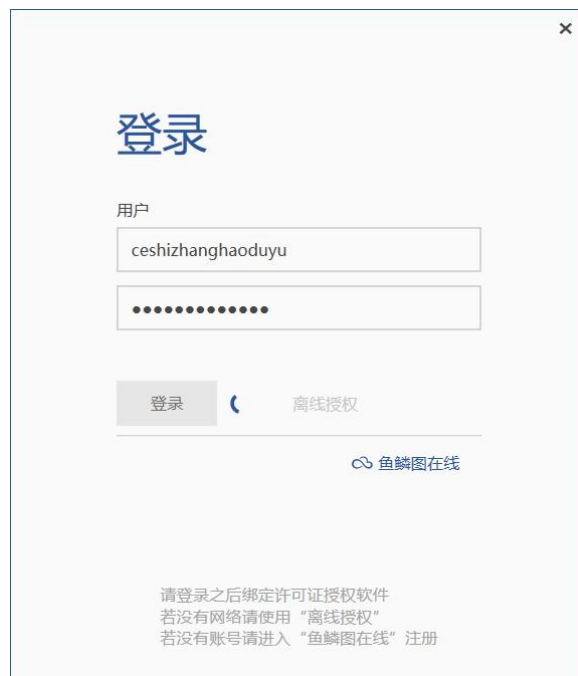 登录
用户
ceshizhanghaoduyu
●●●●●●●●●●●●●
登录
离线授权
鱼鳞图在线
请登录之后绑定许可证授权软件
若没有网络请使用“离线授权”
若没有账号请进入“鱼鳞图在线”注册